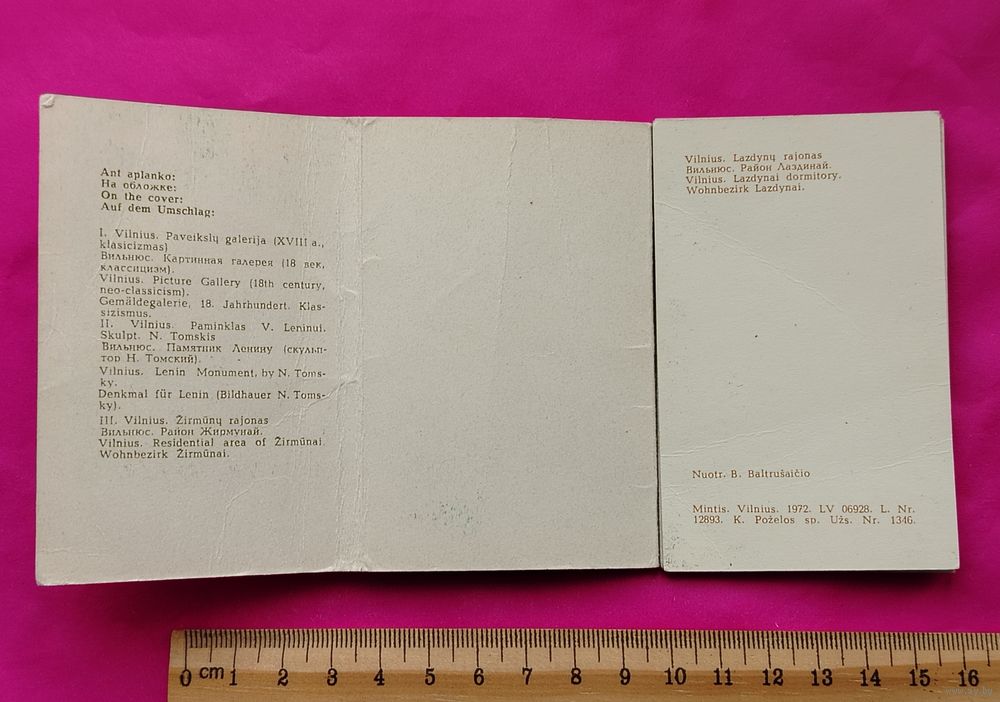 Ant aplanko:
На обложке:
On the cover:
Auf dem Umschlag:
I. Vilnius. Paveikslų galerija (XVIII a.,
klasicizmas)
Вильнюс. Картинная галерея (18 век,
классицизм).
Vilnius. Picture Gallery (18th century,
neo-classicism).
Gemäldegalerie, 18. Jahrhundert. Klas-
sizismus.
II. Vilnius. Paminklas V. Leninui.
Skulpt. N. Tomskis
Вильнюс. Памятник Ленину (скульп-
тор Н. Томский).
Vilnius. Lenin Monument, by N. Toms-
ky.
Denkmal für Lenin (Bildhauer N. Toms-
ky).
III. Vilnius. Žirmūnų rajonas
Вильнюс. Район Жирмунай.
Vilnius. Residential area of Žirmūnai.
Wohnbezirk Žirmūnai.
Vilnius. Lazdynų rajonas
Вильнюс. Район Лаздинай.
Vilnius. Lazdynai dormitory.
Wohnbezirk Lazdynai.
Nuotr. B. Baltrušaičio
Mintis. Vilnius. 1972. LV 06928. L. Nr.
12893. K. Poželos sp. Užs. Nr. 1346.
0 cm 1 2 3 4 5 6 7 8 9 10 11 12 13 14 15 16
www.ay.by